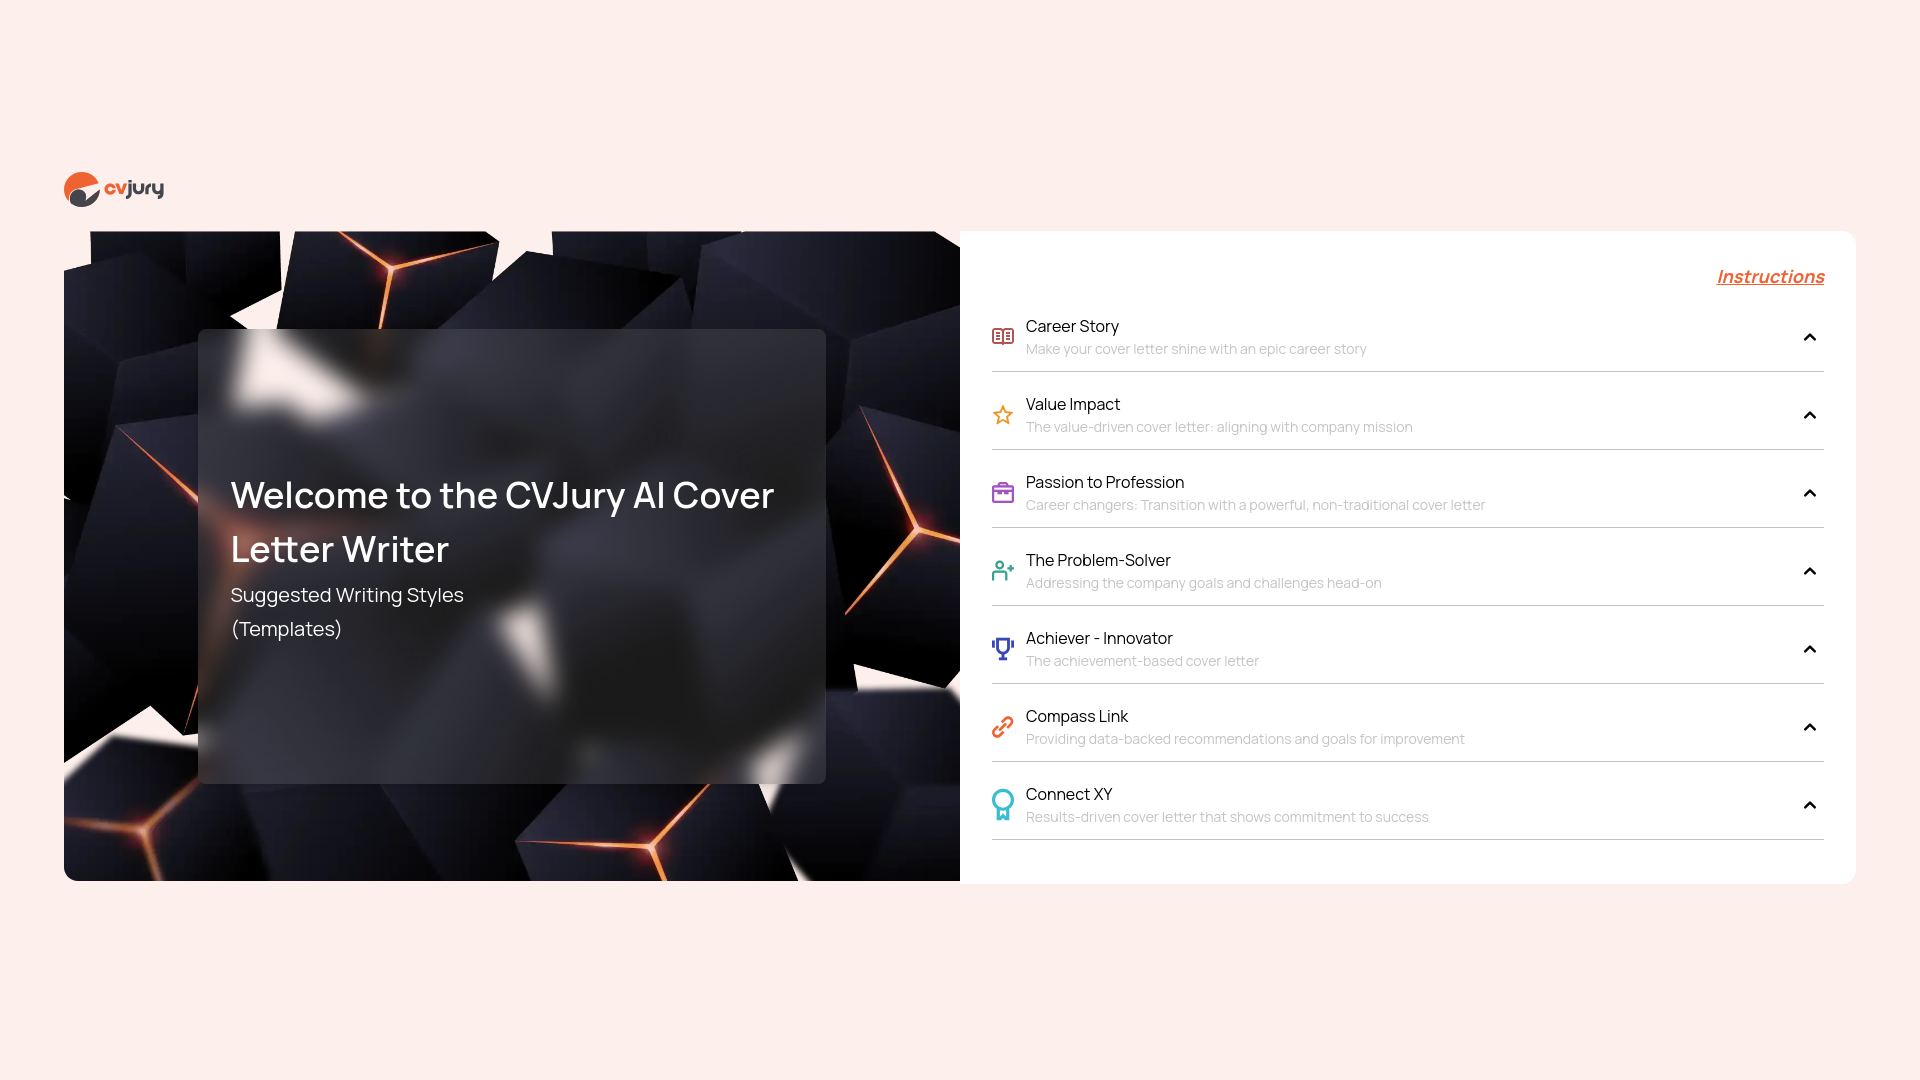 cvjury
Welcome to the CVJury AI Cover
Letter Writer
Suggested Writing Styles
(Templates)
Instructions
Career Story
Make your cover letter shine with an epic career story
Value Impact
The value-driven cover letter: aligning with company mission
Passion to Profession
Career changers: Transition with a powerful, non-traditional cover letter
The Problem-Solver
Addressing the company goals and challenges head-on
Achiever - Innovator
The achievement-based cover letter
Compass Link
Providing data-backed recommendations and goals for improvement
Connect XY
Results-driven cover letter that shows commitment to success